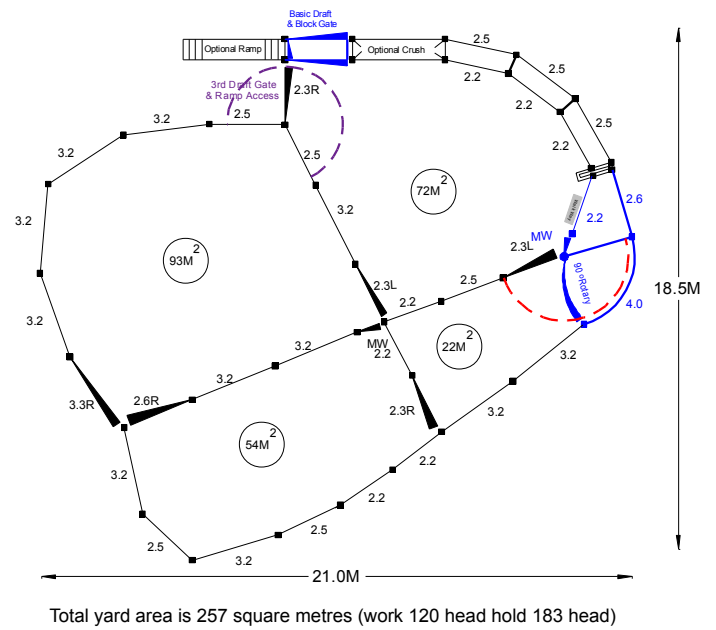 Basic Draft
& Block Gate
Optional Ramp
Optional Crush
2.5
2.2
2.5
2.2
2.5
2.2
3rd Draft Gate
& Ramp Access
2.3R
2.5
3.2
3.2
2.5
3.2
72M2
2.6
2.2
MW
2.3L
90 oRotary
3.2
93M2
2.3L
2.5
2.2
4.0
18.5M
3.2
MW
2.2
22M2
3.2
3.2
3.2
3.2
3.3R
2.6R
2.3R
54M2
2.2
3.2
2.2
2.5
2.5
3.2
21.0M
Total yard area is 257 square metres (work 120 head hold 183 head)